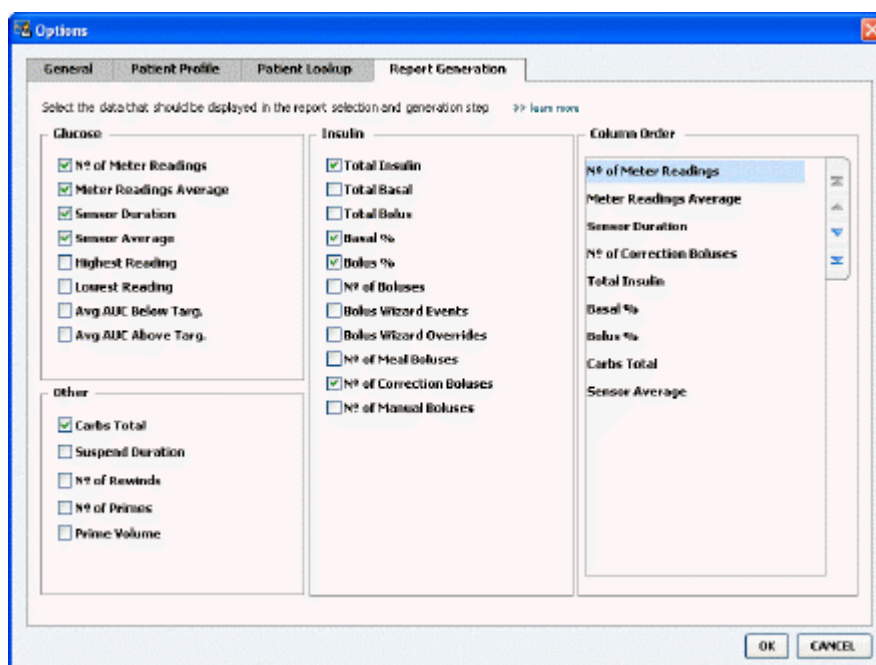 Options
General
Patient Profile
Patient Lookup
Report Generation
Select the data that should be displayed in the report selection and generation step >> learn more
Glucose
Nº of Meter Readings
Meter Readings Average
Sensor Duration
Sensor Average
Highest Reading
Lowest Reading
Avg AUC Below Targ.
Avg AUC Above Targ.
Other
Carbs Total
Suspend Duration
Nº of Rewinds
Nº of Primes
Prime Volume
Insulin
Total Insulin
Total Basal
Total Bolus
Basal %
Bolus %
Nº of Boluses
Bolus Wizard Events
Bolus Wizard Overrides
Nº of Meal Boluses
Nº of Correction Boluses
Nº of Manual Boluses
Column Order
Nº of Meter Readings
Meter Readings Average
Sensor Duration
Nº of Correction Boluses
Total Insulin
Basal %
Bolus %
Carbs Total
Sensor Average
OK
CANCEL